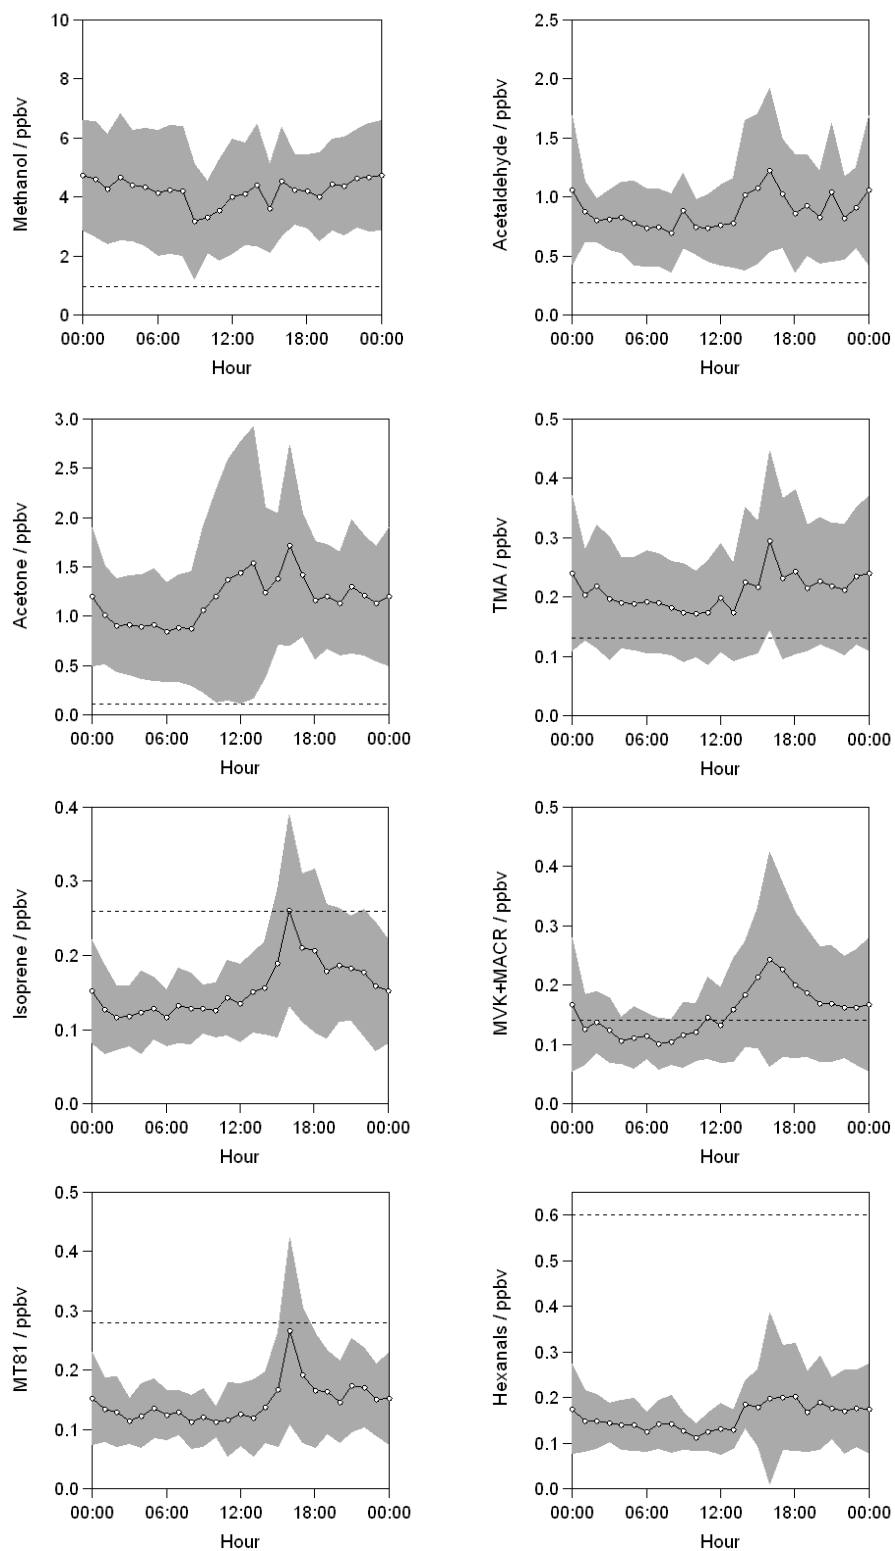 Methanol / ppbv
10
8
6
4
2
0
00:00 06:00 12:00 18:00 00:00
Hour
Acetaldehyde / ppbv
2.5
2.0
1.5
1.0
0.5
0.0
00:00 06:00 12:00 18:00 00:00
Hour
Acetone / ppbv
3.0
2.5
2.0
1.5
1.0
0.5
0.0
00:00 06:00 12:00 18:00 00:00
Hour
TMA / ppbv
0.5
0.4
0.3
0.2
0.1
0.0
00:00 06:00 12:00 18:00 00:00
Hour
Isoprene / ppbv
0.4
0.3
0.2
0.1
0.0
00:00 06:00 12:00 18:00 00:00
Hour
MVK+MACR / ppbv
0.5
0.4
0.3
0.2
0.1
0.0
00:00 06:00 12:00 18:00 00:00
Hour
MT81 / ppbv
0.5
0.4
0.3
0.2
0.1
0.0
00:00 06:00 12:00 18:00 00:00
Hour
Hexanals / ppbv
0.6
0.5
0.4
0.3
0.2
0.1
0.0
00:00 06:00 12:00 18:00 00:00
Hour